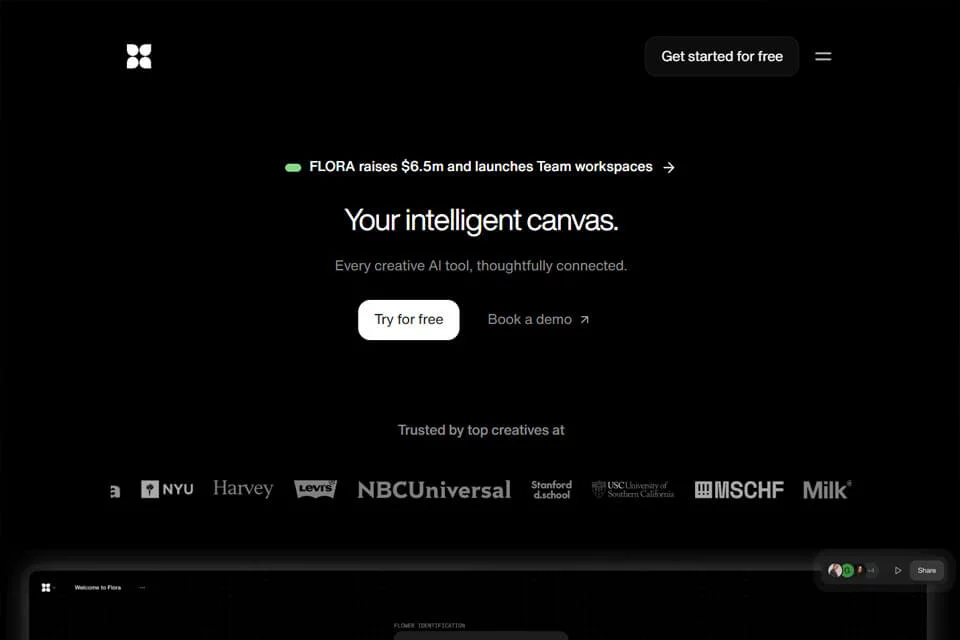 Get started for free
FLORA raises $6.5m and launches Team workspaces →
Your intelligent canvas.
Every creative AI tool, thoughtfully connected.
Try for free
Book a demo ↗
Trusted by top creatives at
a NYU Harvey Levi's NBCUniversal Stanford d.school USC University of Southern California MSCHF Milk
Welcome to Flora ...
G +4 Share
FLOWER IDENTIFICATION